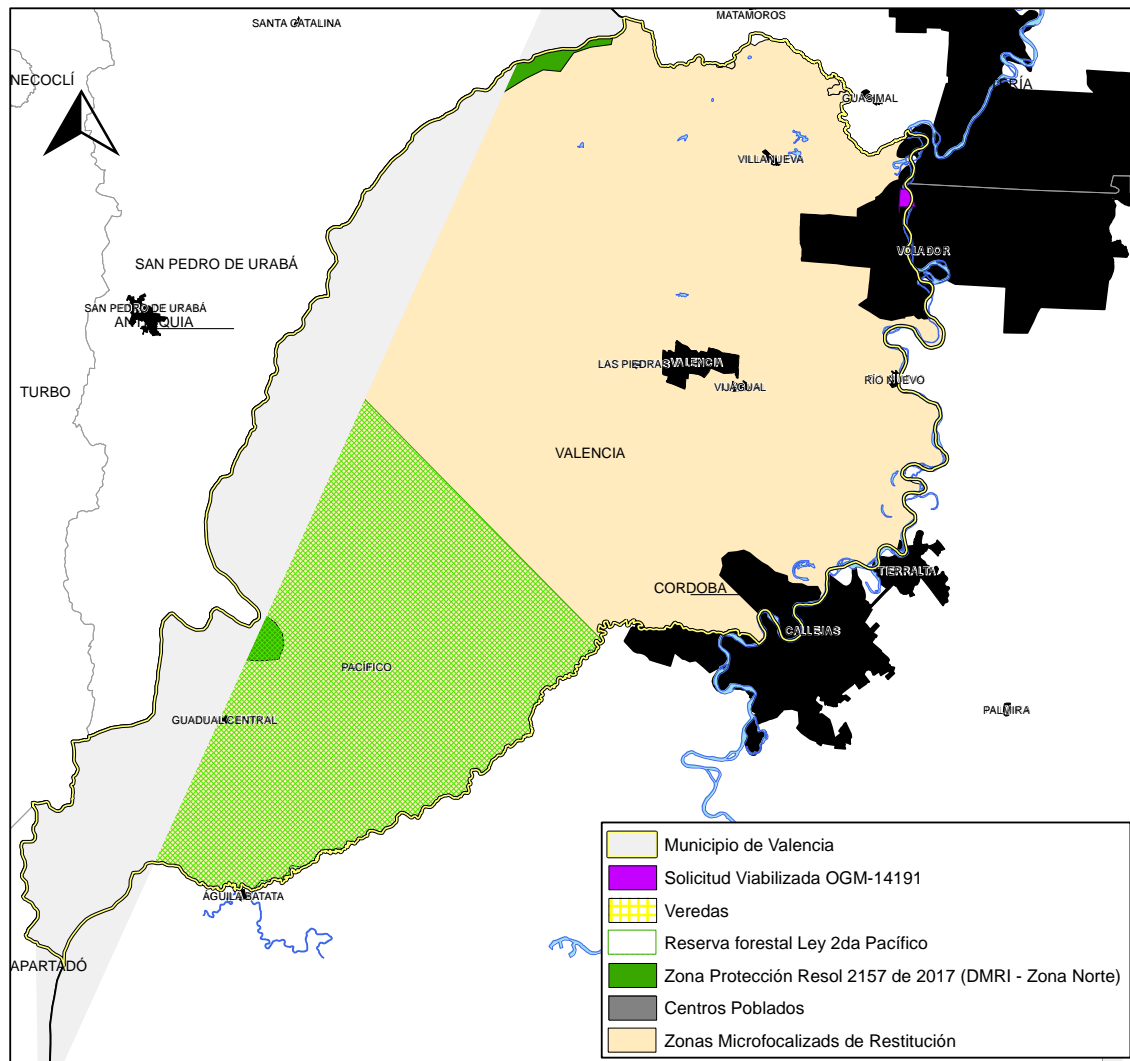 SANTA CATALINA
MATAMOROS
NECOCLÍ
RÍA
GUASIMAL
VILLANUEVA
VOLADOR
SAN PEDRO DE URABÁ
SAN PEDRO DE URABÁ
TURBO
LAS PIEDRAS
VALENCIA
VIJAGUAL
RÍO NUEVO
VALENCIA
TIERRALTA
CORDOBA
CALLEJAS
PACÍFICO
GUADUAL CENTRAL
PALMIRA
ÁGUILA BATATA
APARTADÓ
Municipio de Valencia
Solicitud Viabilizada OGM-14191
Veredas
Reserva forestal Ley 2da Pacífico
Zona Protección Resol 2157 de 2017 (DMRI - Zona Norte)
Centros Poblados
Zonas Microfocalizads de Restitución